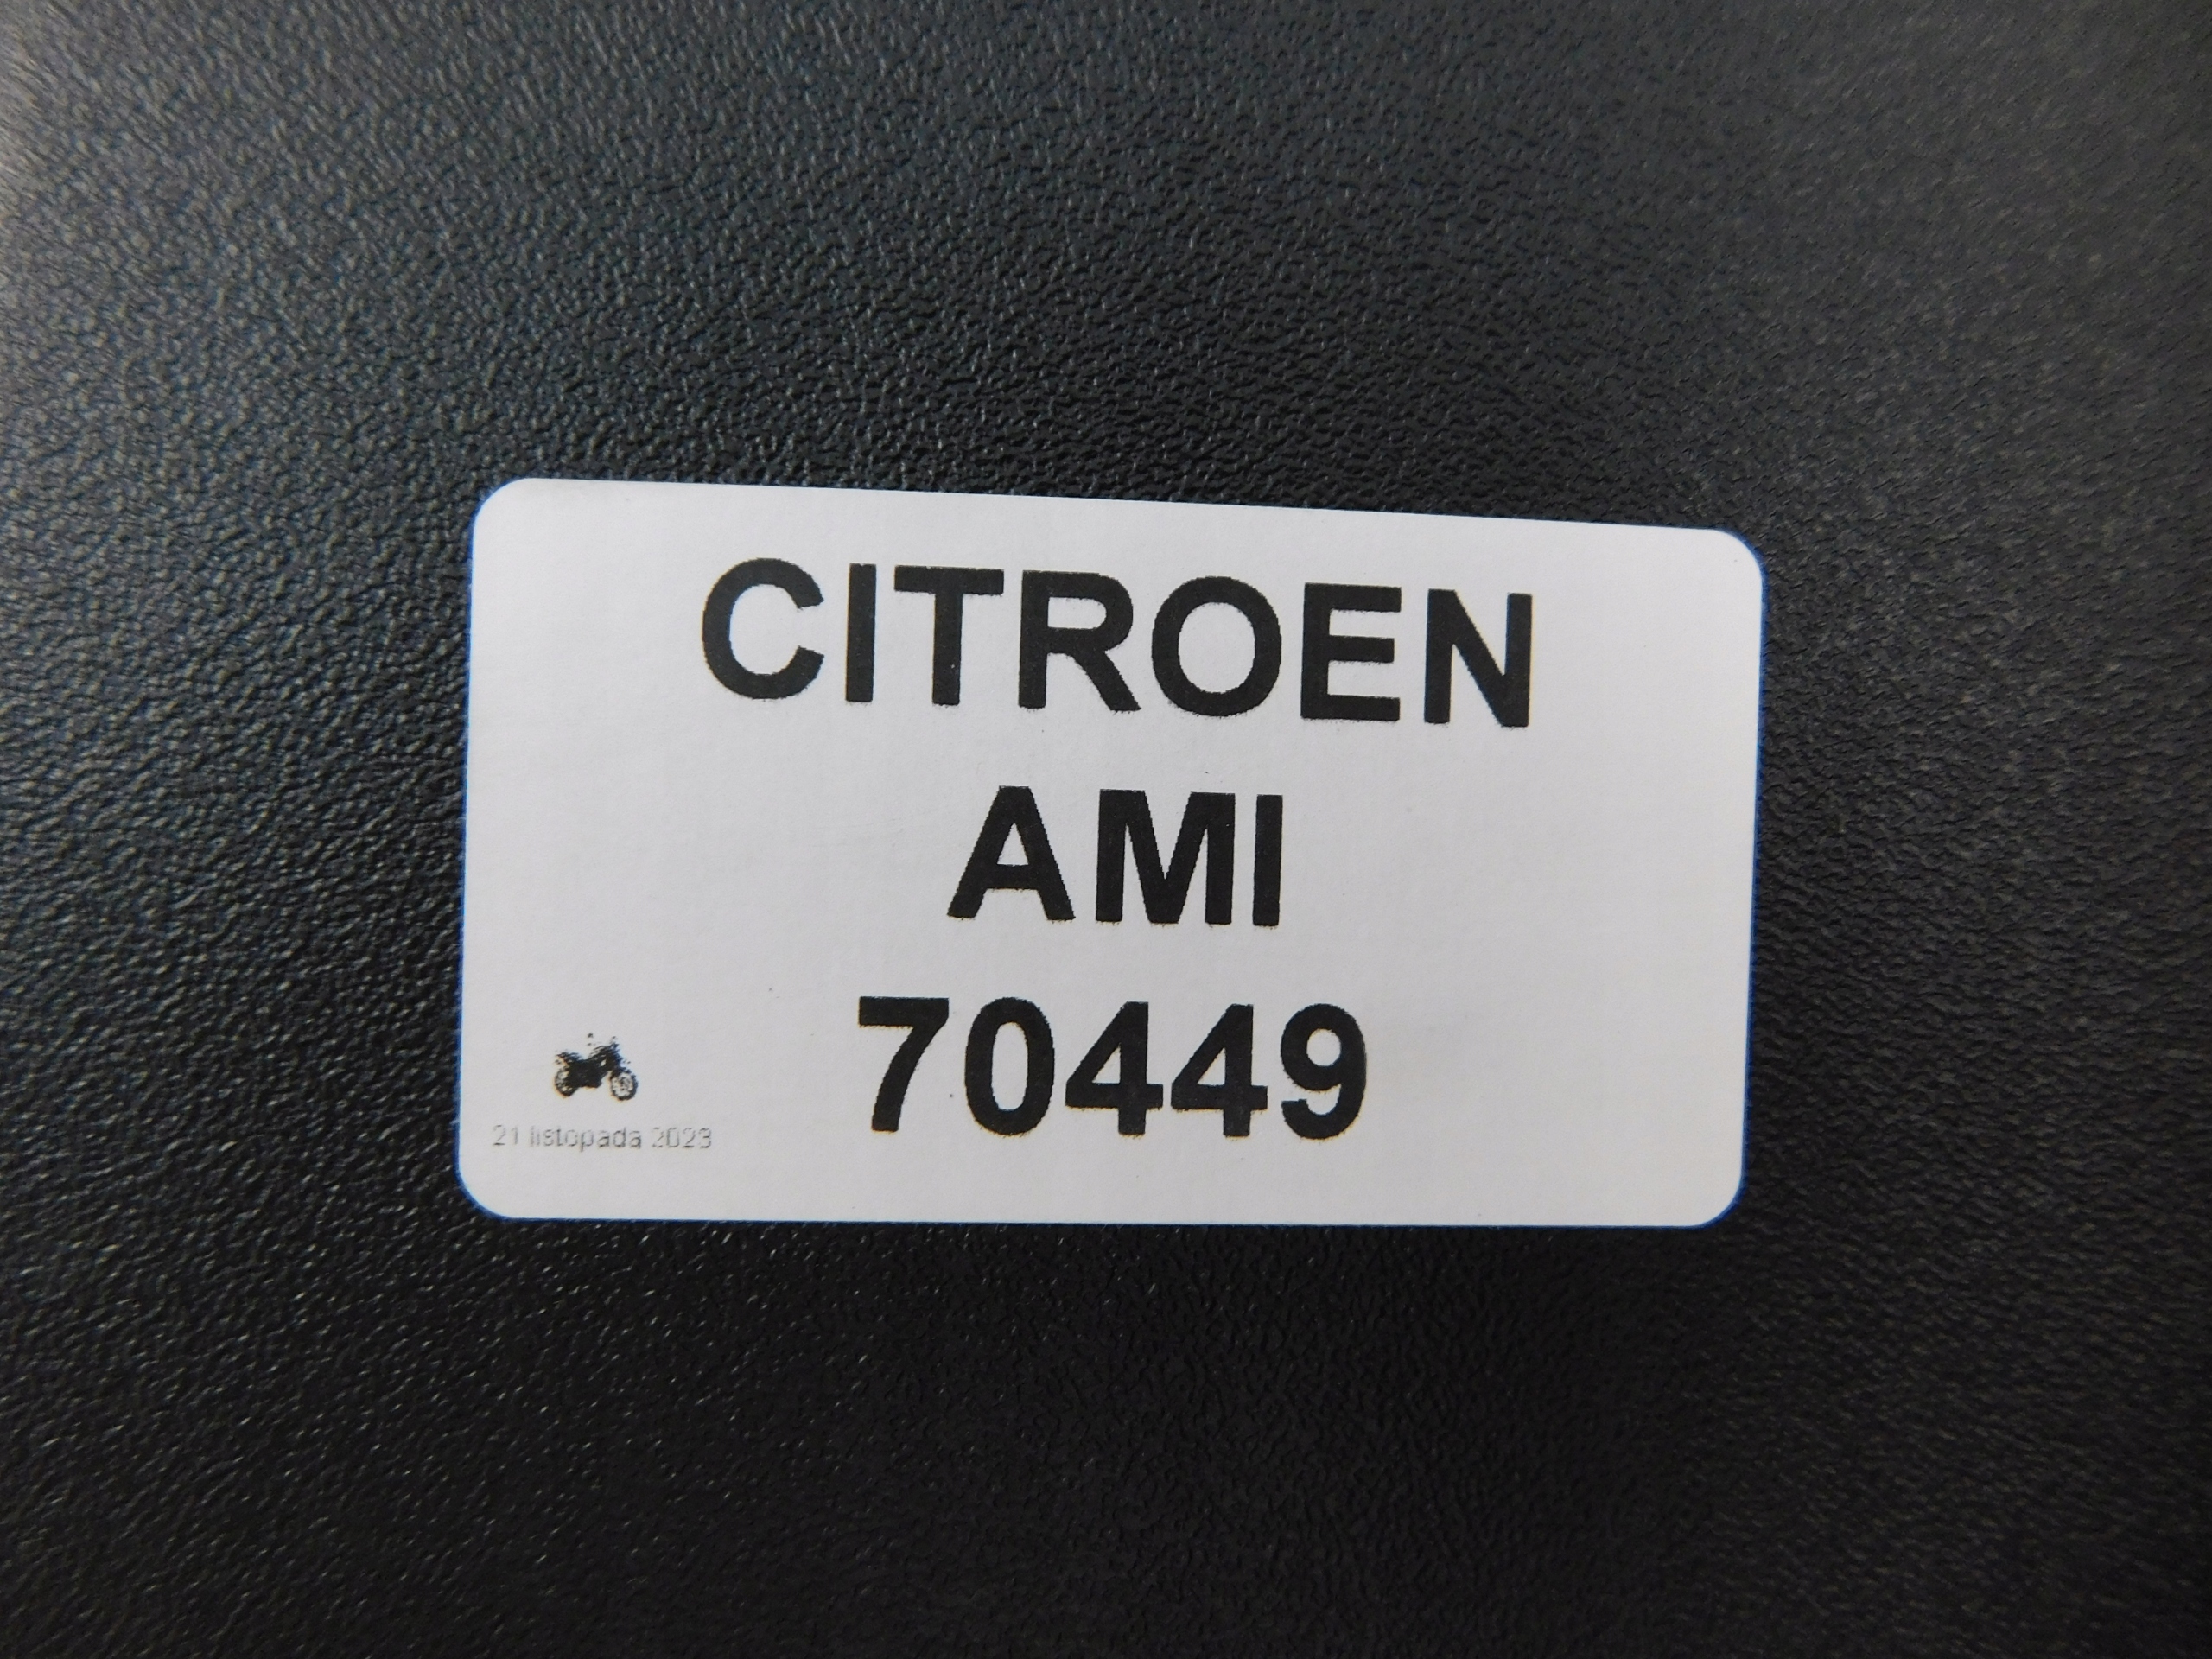 CITROEN
AMI
70449
21 listopada 2023